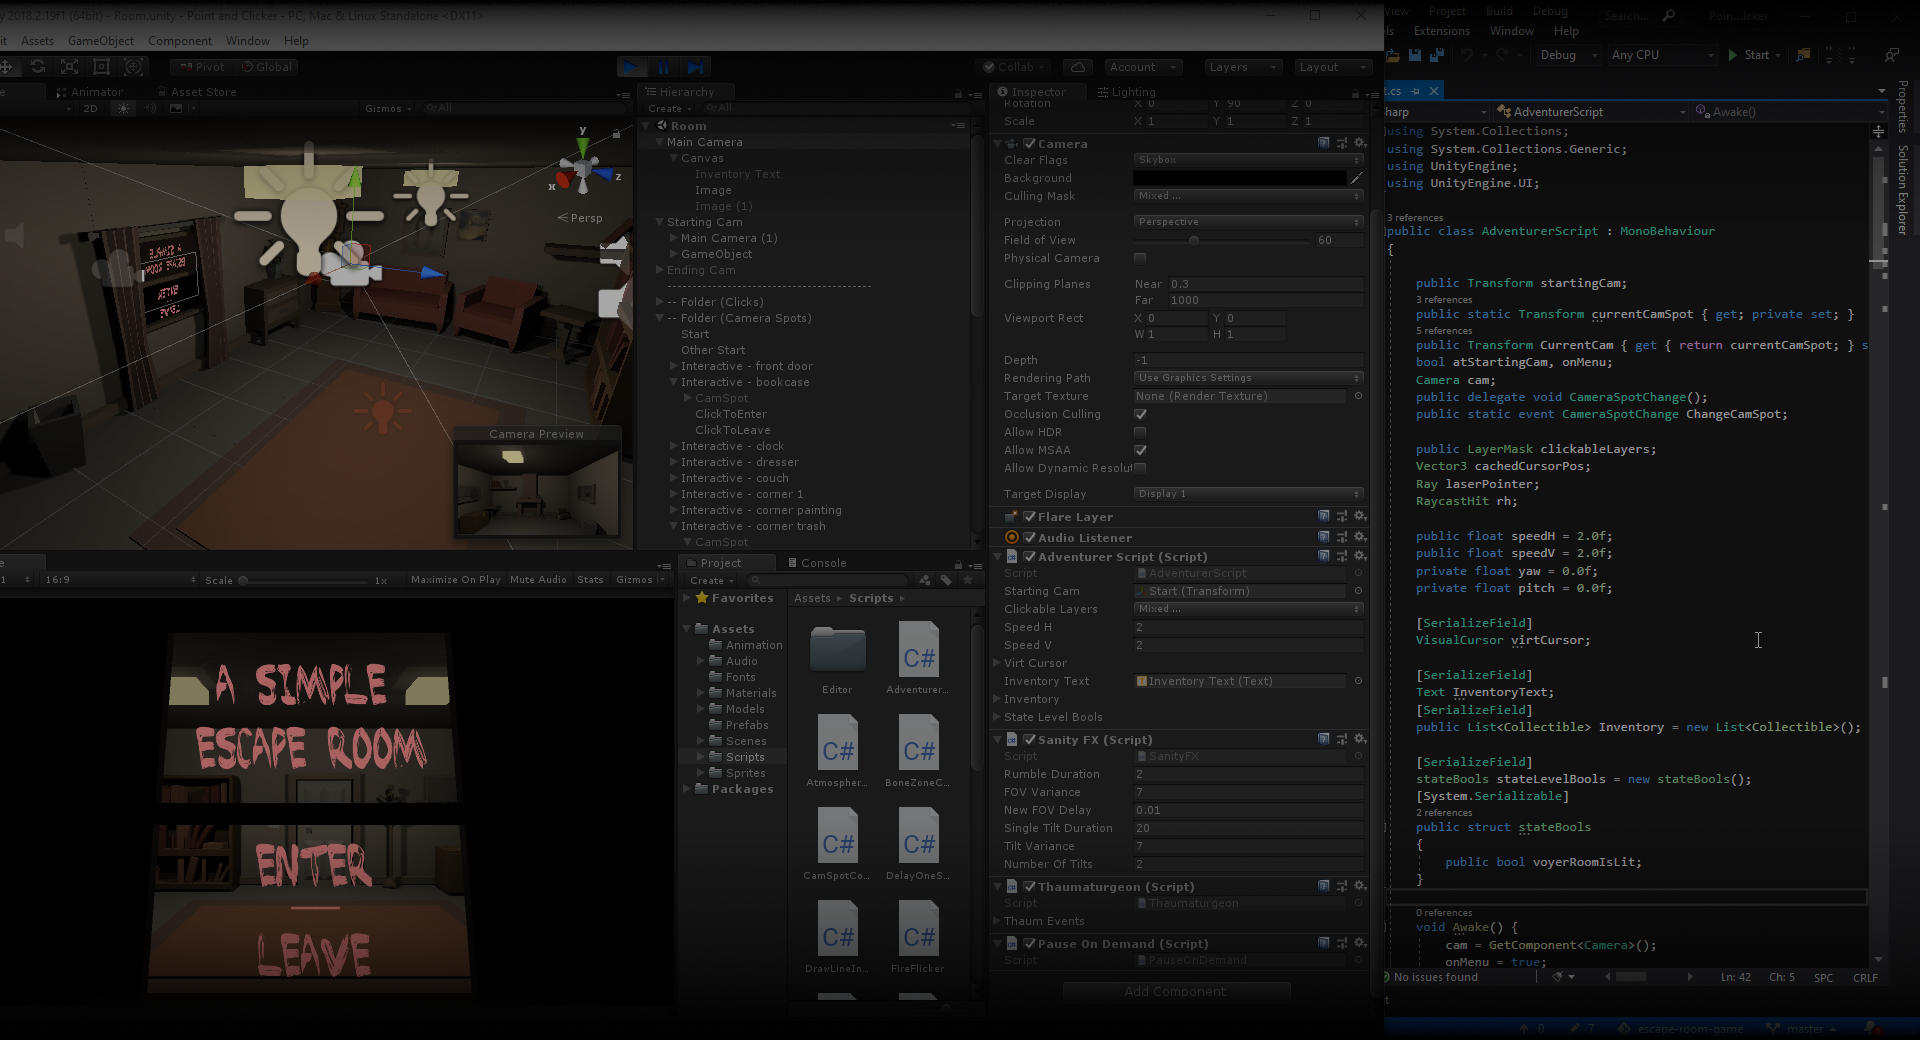 y 2018.2.19f1 (64bit) - Room.unity - Point and Clicker - PC, Mac & Linux Standalone <DX11>
it Assets GameObject Component Window Help
Pivot Global
Collab Account Layers Layout
Animator Asset Store
2D Gizmos All
y
x
z
Persp
A SIMPLE
ESCAPE ROOM
ENTER
LEAVE
Camera Preview
Hierarchy
Create All
Room
Main Camera
Canvas
Inventory Text
Image
Image (1)
Starting Cam
Main Camera (1)
GameObject
Ending Cam
-- Folder (Clicks)
-- Folder (Camera Spots)
Start
Other Start
Interactive - front door
Interactive - bookcase
CamSpot
ClickToEnter
ClickToLeave
Interactive - clock
Interactive - dresser
Interactive - couch
Interactive - corner 1
Interactive - corner painting
Interactive - corner trash
CamSpot
1 16:9 Scale 1x Maximize On Play Mute Audio Stats Gizmos
A SIMPLE
ESCAPE ROOM
ENTER
LEAVE
Project Console
Create
Favorites
Assets
Animation
Audio
Fonts
Materials
Models
Prefabs
Scenes
Scripts
Sprites
Packages
Assets Scripts
Editor
C# Adventurer...
C# Atmospher...
C# BoneZoneC...
C# CamSpotCo...
C# DelayOneS...
C# DrawLineIn...
C# FireFlicker
Inspector Lighting
Rotation X 0 Y 90 Z 0
Scale X 1 Y 1 Z 1
Camera
Clear Flags Skybox
Background
Culling Mask Mixed ...
Projection Perspective
Field of View 60
Physical Camera
Clipping Planes Near 0.3
Far 1000
Viewport Rect X 0 Y 0
W 1 H 1
Depth -1
Rendering Path Use Graphics Settings
Target Texture None (Render Texture)
Occlusion Culling
Allow HDR
Allow MSAA
Allow Dynamic Resolut
Target Display Display 1
Flare Layer
Audio Listener
Adventurer Script (Script)
Script AdventurerScript
Starting Cam Start (Transform)
Clickable Layers Mixed ...
Speed H 2
Speed V 2
Virt Cursor
Inventory Text Inventory Text (Text)
Inventory
State Level Bools
Sanity FX (Script)
Script SanityFX
Rumble Duration 2
FOV Variance 7
New FOV Delay 0.01
Single Tilt Duration 20
Tilt Variance 7
Number Of Tilts 2
Thaumaturgeon (Script)
Script Thaumaturgeon
Thaum Events
Pause On Demand (Script)
Script PauseOnDemand
Add Component
View Project Build Debug Search... Poin...icker
ls Extensions Window Help
Debug Any CPU Start
t.cs
harp AdventurerScript Awake()
Properties
Solution Explorer
using System.Collections;
using System.Collections.Generic;
using UnityEngine;
using UnityEngine.UI;
3 references
public class AdventurerScript : MonoBehaviour
{
public Transform startingCam;
3 references
public static Transform currentCamSpot { get; private set; }
5 references
public Transform CurrentCam { get { return currentCamSpot; } s
bool atStartingCam, onMenu;
Camera cam;
public delegate void CameraSpotChange();
public static event CameraSpotChange ChangeCamSpot;
public LayerMask clickableLayers;
Vector3 cachedCursorPos;
Ray laserPointer;
RaycastHit rh;
public float speedH = 2.0f;
public float speedV = 2.0f;
private float yaw = 0.0f;
private float pitch = 0.0f;
[SerializeField]
VisualCursor virtCursor;
[SerializeField]
Text InventoryText;
[SerializeField]
public List<Collectible> Inventory = new List<Collectible>();
[SerializeField]
stateBools stateLevelBools = new stateBools();
[System.Serializable]
2 references
public struct stateBools
{
public bool voyerRoomIsLit;
}
0 references
void Awake() {
cam = GetComponent<Camera>();
onMenu = true;
No issues found Ln: 42 Ch: 5 SPC CRLF
t
0 7 escape-room-game master